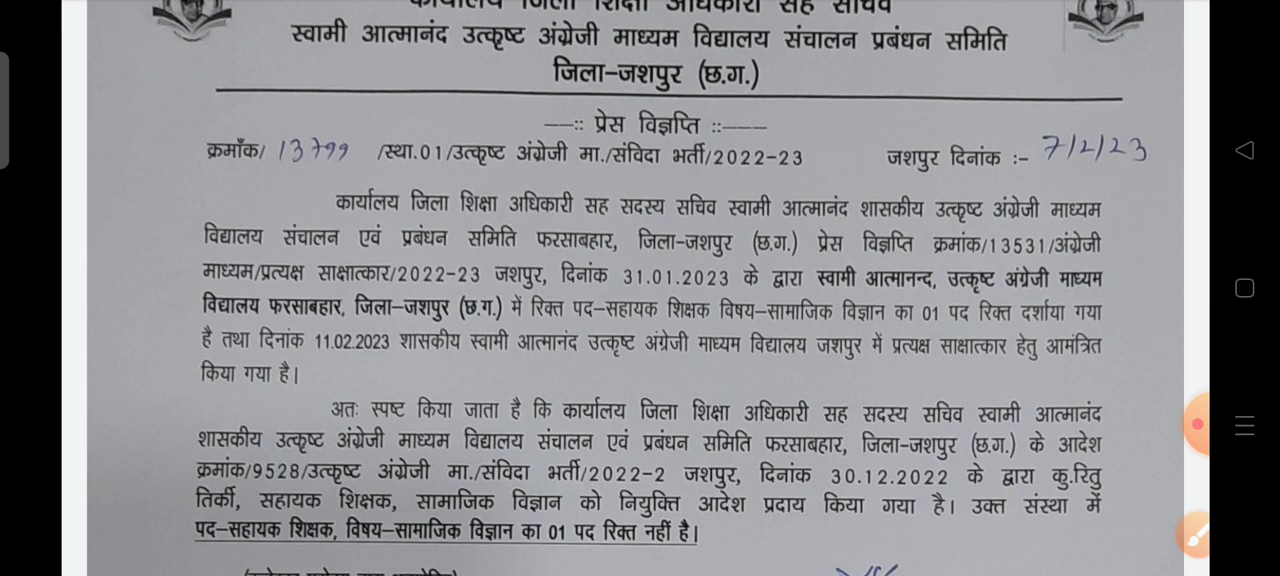 कार्यालय जिला शिक्षा अधिकारी सह सचिव
स्वामी आत्मानंद उत्कृष्ट अंग्रेजी माध्यम विद्यालय संचालन प्रबंधन समिति
जिला-जशपुर (छ.ग.)
—:: प्रेस विज्ञप्ति ::—
क्रमाँक/ 13799 /स्था.01/उत्कृष्ट अंग्रेजी मा./संविदा भर्ती/2022-23 जशपुर दिनांक :- 7/2/23
कार्यालय जिला शिक्षा अधिकारी सह सदस्य सचिव स्वामी आत्मानंद शासकीय उत्कृष्ट अंग्रेजी माध्यम
विद्यालय संचालन एवं प्रबंधन समिति फरसाबहार, जिला-जशपुर (छ.ग.) प्रेस विज्ञप्ति क्रमांक/13531/अंग्रेजी
माध्यम/प्रत्यक्ष साक्षात्कार/2022-23 जशपुर, दिनांक 31.01.2023 के द्वारा स्वामी आत्मानन्द, उत्कृष्ट अंग्रेजी माध्यम
विद्यालय फरसाबहार, जिला-जशपुर (छ.ग.) में रिक्त पद-सहायक शिक्षक विषय-सामाजिक विज्ञान का 01 पद रिक्त दर्शाया गया
है तथा दिनांक 11.02.2023 शासकीय स्वामी आत्मानंद उत्कृष्ट अंग्रेजी माध्यम विद्यालय जशपुर में प्रत्यक्ष साक्षात्कार हेतु आमंत्रित
किया गया है।
अतः स्पष्ट किया जाता है कि कार्यालय जिला शिक्षा अधिकारी सह सदस्य सचिव स्वामी आत्मानंद
शासकीय उत्कृष्ट अंग्रेजी माध्यम विद्यालय संचालन एवं प्रबंधन समिति फरसाबहार, जिला-जशपुर (छ.ग.) के आदेश
क्रमांक/9528/उत्कृष्ट अंग्रेजी मा./संविदा भर्ती/2022-2 जशपुर, दिनांक 30.12.2022 के द्वारा कु.रितु
तिर्की, सहायक शिक्षक, सामाजिक विज्ञान को नियुक्ति आदेश प्रदाय किया गया है। उक्त संस्था में
पद-सहायक शिक्षक, विषय-सामाजिक विज्ञान का 01 पद रिक्त नहीं है।